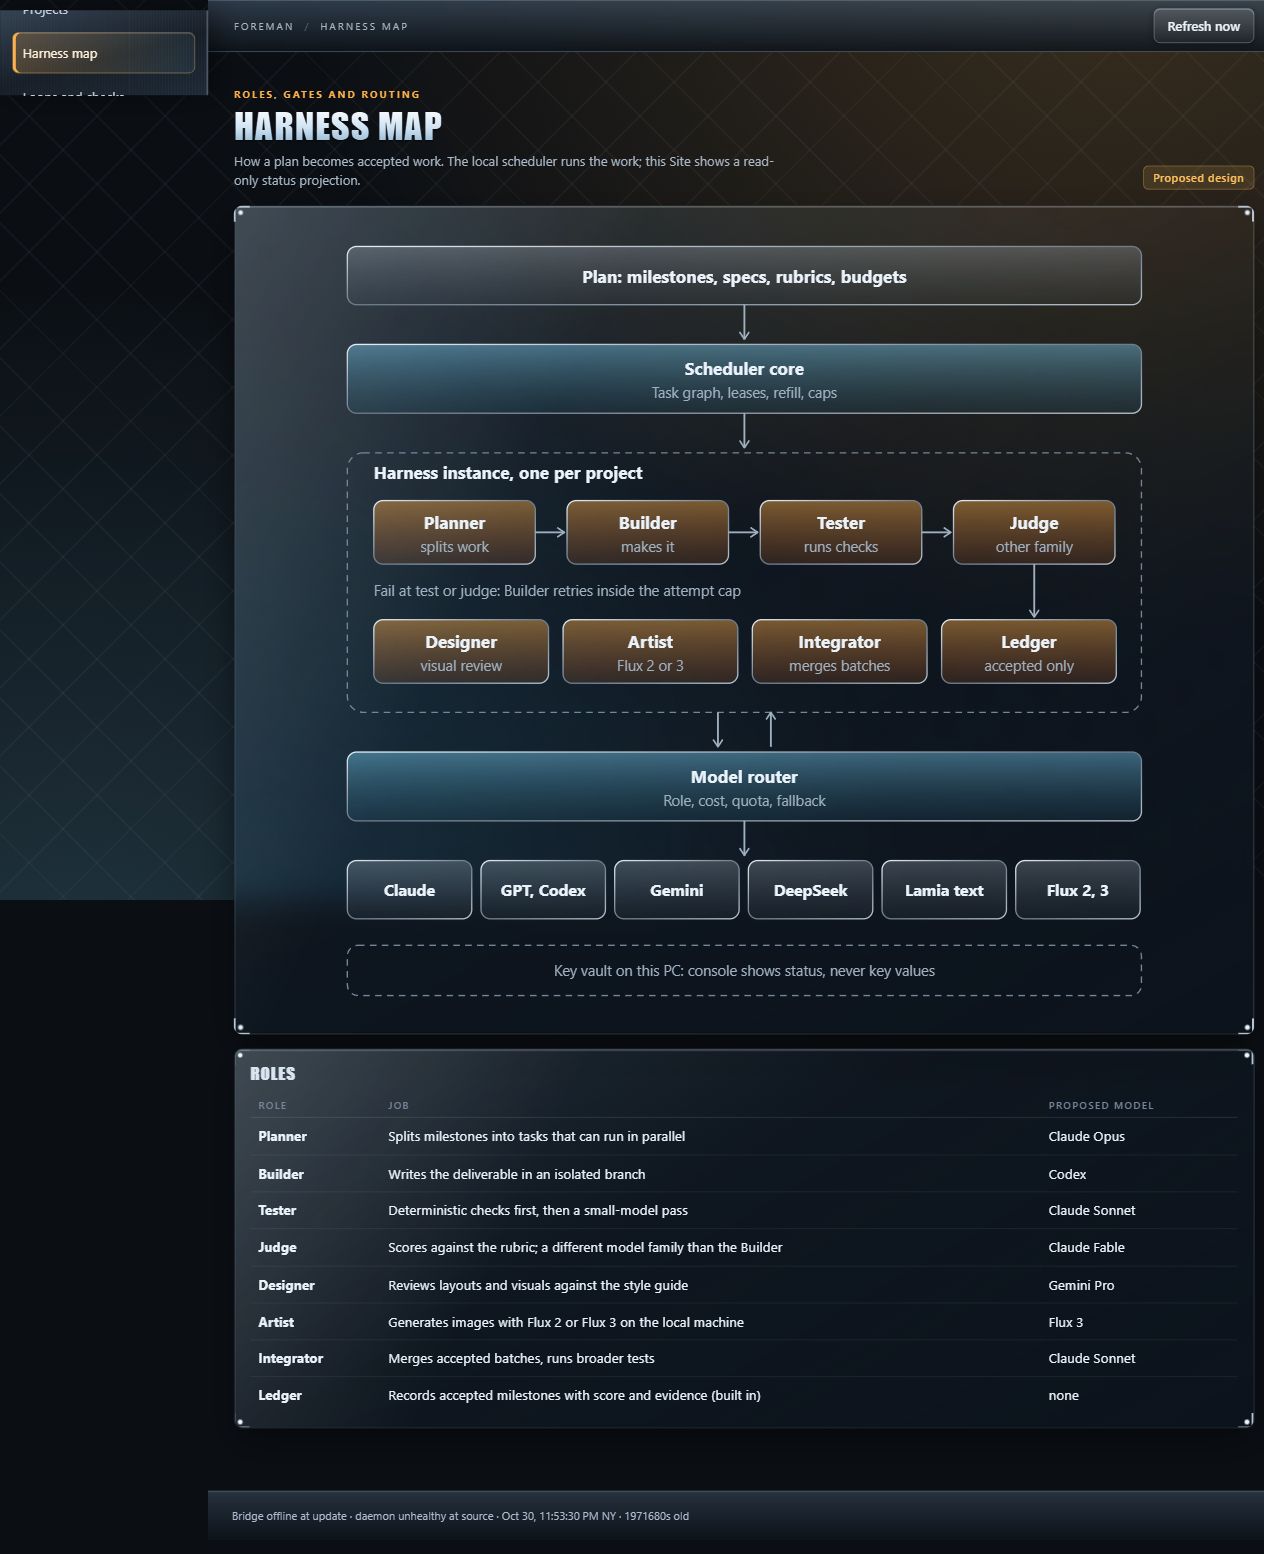 Projects
Harness map
Loops and checks
FOREMAN / HARNESS MAP
Refresh now
ROLES, GATES AND ROUTING
HARNESS MAP
How a plan becomes accepted work. The local scheduler runs the work; this Site shows a read-
only status projection.
Proposed design
Plan: milestones, specs, rubrics, budgets
Scheduler core
Task graph, leases, refill, caps
Harness instance, one per project
Planner
splits work
Builder
makes it
Tester
runs checks
Judge
other family
Fail at test or judge: Builder retries inside the attempt cap
Designer
visual review
Artist
Flux 2 or 3
Integrator
merges batches
Ledger
accepted only
Model router
Role, cost, quota, fallback
Claude
GPT, Codex
Gemini
DeepSeek
Lamia text
Flux 2, 3
Key vault on this PC: console shows status, never key values
ROLES
ROLE JOB PROPOSED MODEL
Planner Splits milestones into tasks that can run in parallel Claude Opus
Builder Writes the deliverable in an isolated branch Codex
Tester Deterministic checks first, then a small-model pass Claude Sonnet
Judge Scores against the rubric; a different model family than the Builder Claude Fable
Designer Reviews layouts and visuals against the style guide Gemini Pro
Artist Generates images with Flux 2 or Flux 3 on the local machine Flux 3
Integrator Merges accepted batches, runs broader tests Claude Sonnet
Ledger Records accepted milestones with score and evidence (built in) none
Bridge offline at update · daemon unhealthy at source · Oct 30, 11:53:30 PM NY · 1971680s old